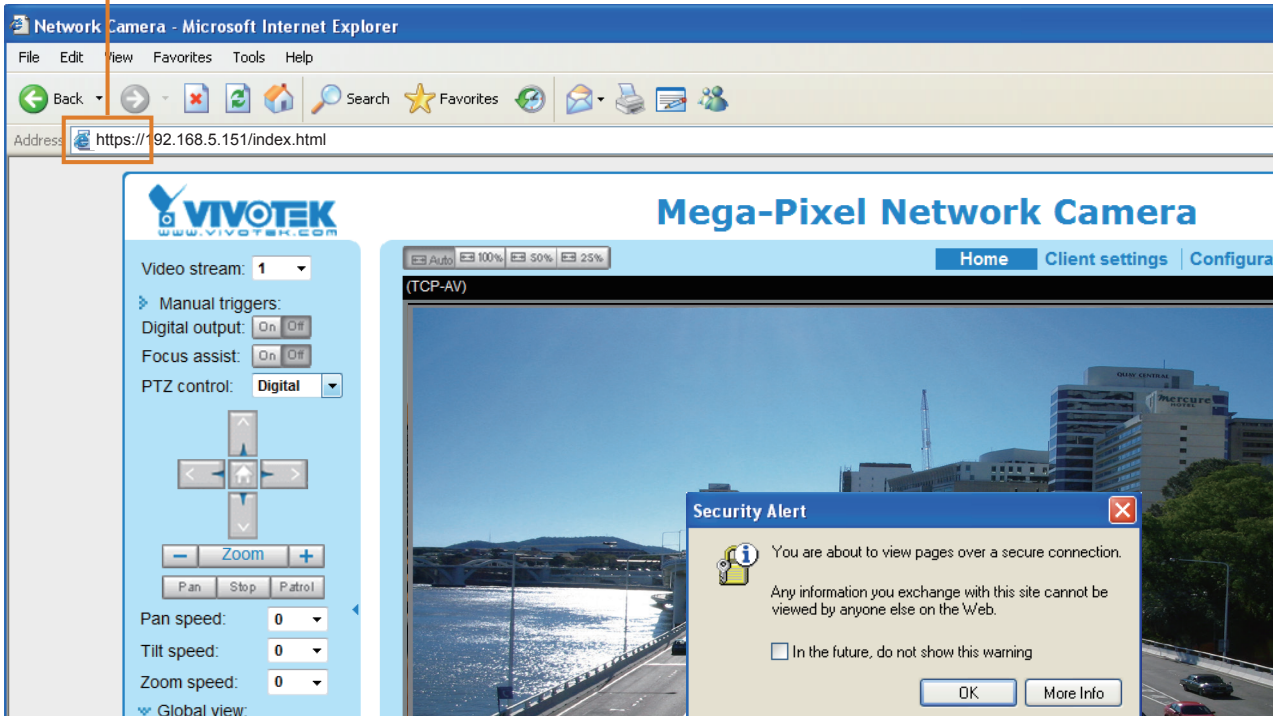 Network Camera - Microsoft Internet Explorer
File Edit View Favorites Tools Help
Back Search Favorites
Address https://192.168.5.151/index.html
VIVOTEK
www.vivotek.com
Mega-Pixel Network Camera
Auto 100% 50% 25%
Home Client settings Configura
(TCP-AV)
Video stream: 1
Manual triggers:
Digital output: On Off
Focus assist: On Off
PTZ control: Digital
− Zoom +
Pan Stop Patrol
Pan speed: 0
Tilt speed: 0
Zoom speed: 0
Global view:
QUAY CENTRAL
Mercure
HOTEL
Security Alert
You are about to view pages over a secure connection.
Any information you exchange with this site cannot be
viewed by anyone else on the Web.
In the future, do not show this warning
OK More Info